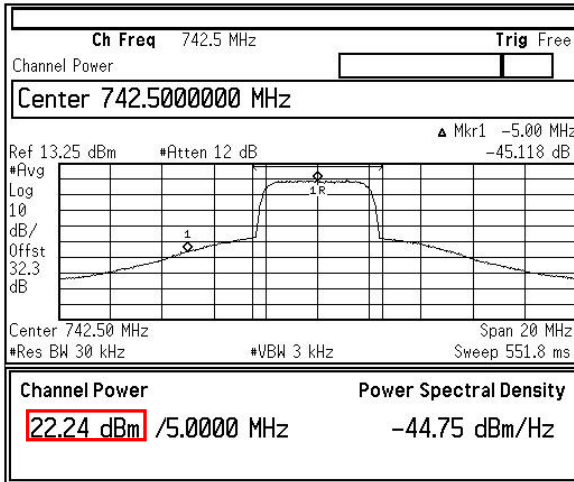 Ch Freq 742.5 MHz Trig Free
Channel Power
Center 742.5000000 MHz
Δ Mkr1 -5.00 MHz
Ref 13.25 dBm #Atten 12 dB -45.118 dB
#Avg
Log
10
dB/
Offst
32.3
dB
1R
1
Center 742.50 MHz Span 20 MHz
#Res BW 30 kHz #VBW 3 kHz Sweep 551.8 ms
Channel Power Power Spectral Density
22.24 dBm /5.0000 MHz -44.75 dBm/Hz